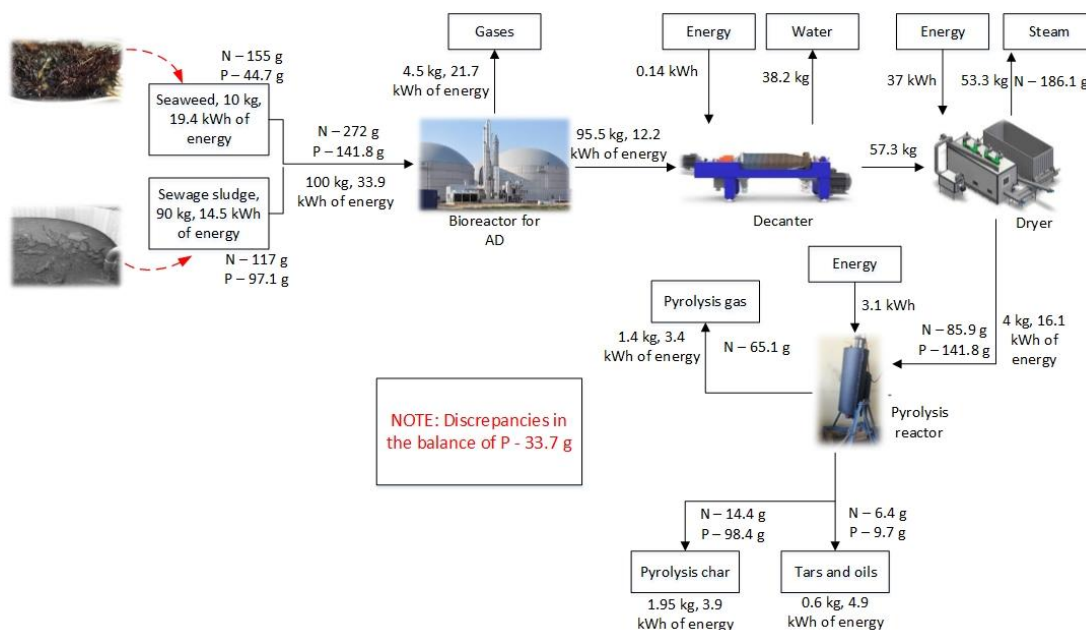 Gases
Energy
Water
Energy
Steam
N – 155 g
P – 44.7 g
4.5 kg, 21.7
kWh of energy
0.14 kWh
38.2 kg
37 kWh
53.3 kg
N – 186.1 g
Seaweed, 10 kg,
19.4 kWh of
energy
N – 272 g
P – 141.8 g
100 kg, 33.9
kWh of energy
95.5 kg, 12.2
kWh of energy
57.3 kg
Sewage sludge,
90 kg, 14.5 kWh
of energy
N – 117 g
P – 97.1 g
Bioreactor for
AD
Decanter
Dryer
Energy
3.1 kWh
Pyrolysis gas
1.4 kg, 3.4
kWh of energy
N – 65.1 g
N – 85.9 g
P – 141.8 g
4 kg, 16.1
kWh of
energy
Pyrolysis
reactor
NOTE: Discrepancies in
the balance of P - 33.7 g
N – 14.4 g
P – 98.4 g
N – 6.4 g
P – 9.7 g
Pyrolysis char
Tars and oils
1.95 kg, 3.9
kWh of energy
0.6 kg, 4.9
kWh of energy